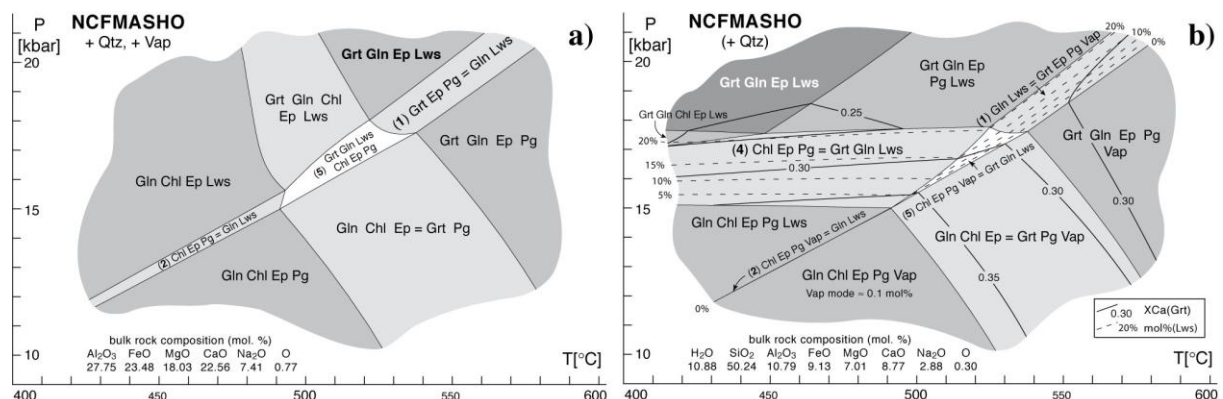 P
[kbar]
NCFMASHO
+ Qtz, + Vap
a)
20
15
10
Grt Gln Ep Lws
(1) Grt Ep Pg = Gln Lws
Grt Gln Chl
Ep Lws
Grt Gln Lws
(5) Chl Ep Pg
Grt Gln Ep Pg
Gln Chl Ep Lws
(2) Chl Ep Pg = Gln Lws
Gln Chl Ep = Grt Pg
Gln Chl Ep Pg
bulk rock composition (mol. %)
Al₂O₃ FeO MgO CaO Na₂O O
27.75 23.48 18.03 22.56 7.41 0.77
T[°C]
400 450 500 550 600
P
[kbar]
NCFMASHO
(+ Qtz)
b)
20
15
10
20%
10%
0%
Grt Gln Ep Lws
Grt Gln Ep
Pg Lws
(1) Gln Lws = Grt Ep Pg Vap
Grt Gln Chl Ep Lws
0.25
20%
(4) Chl Ep Pg = Grt Gln Lws
15%
0.30
10%
5%
Grt Gln Ep Pg
Vap
(5) Chl Ep Pg Vap = Grt Gln Lws
0.30
0.30
Gln Chl Ep Pg Lws
(2) Chl Ep Pg Vap = Gln Lws
Gln Chl Ep = Grt Pg Vap
Gln Chl Ep Pg Vap
Vap mode ~ 0.1 mol%
0.35
0%
0.30 XCa(Grt)
20% mol%(Lws)
bulk rock composition (mol. %)
H₂O SiO₂ Al₂O₃ FeO MgO CaO Na₂O O
10.88 50.24 10.79 9.13 7.01 8.77 2.88 0.30
T[°C]
400 450 500 550 600